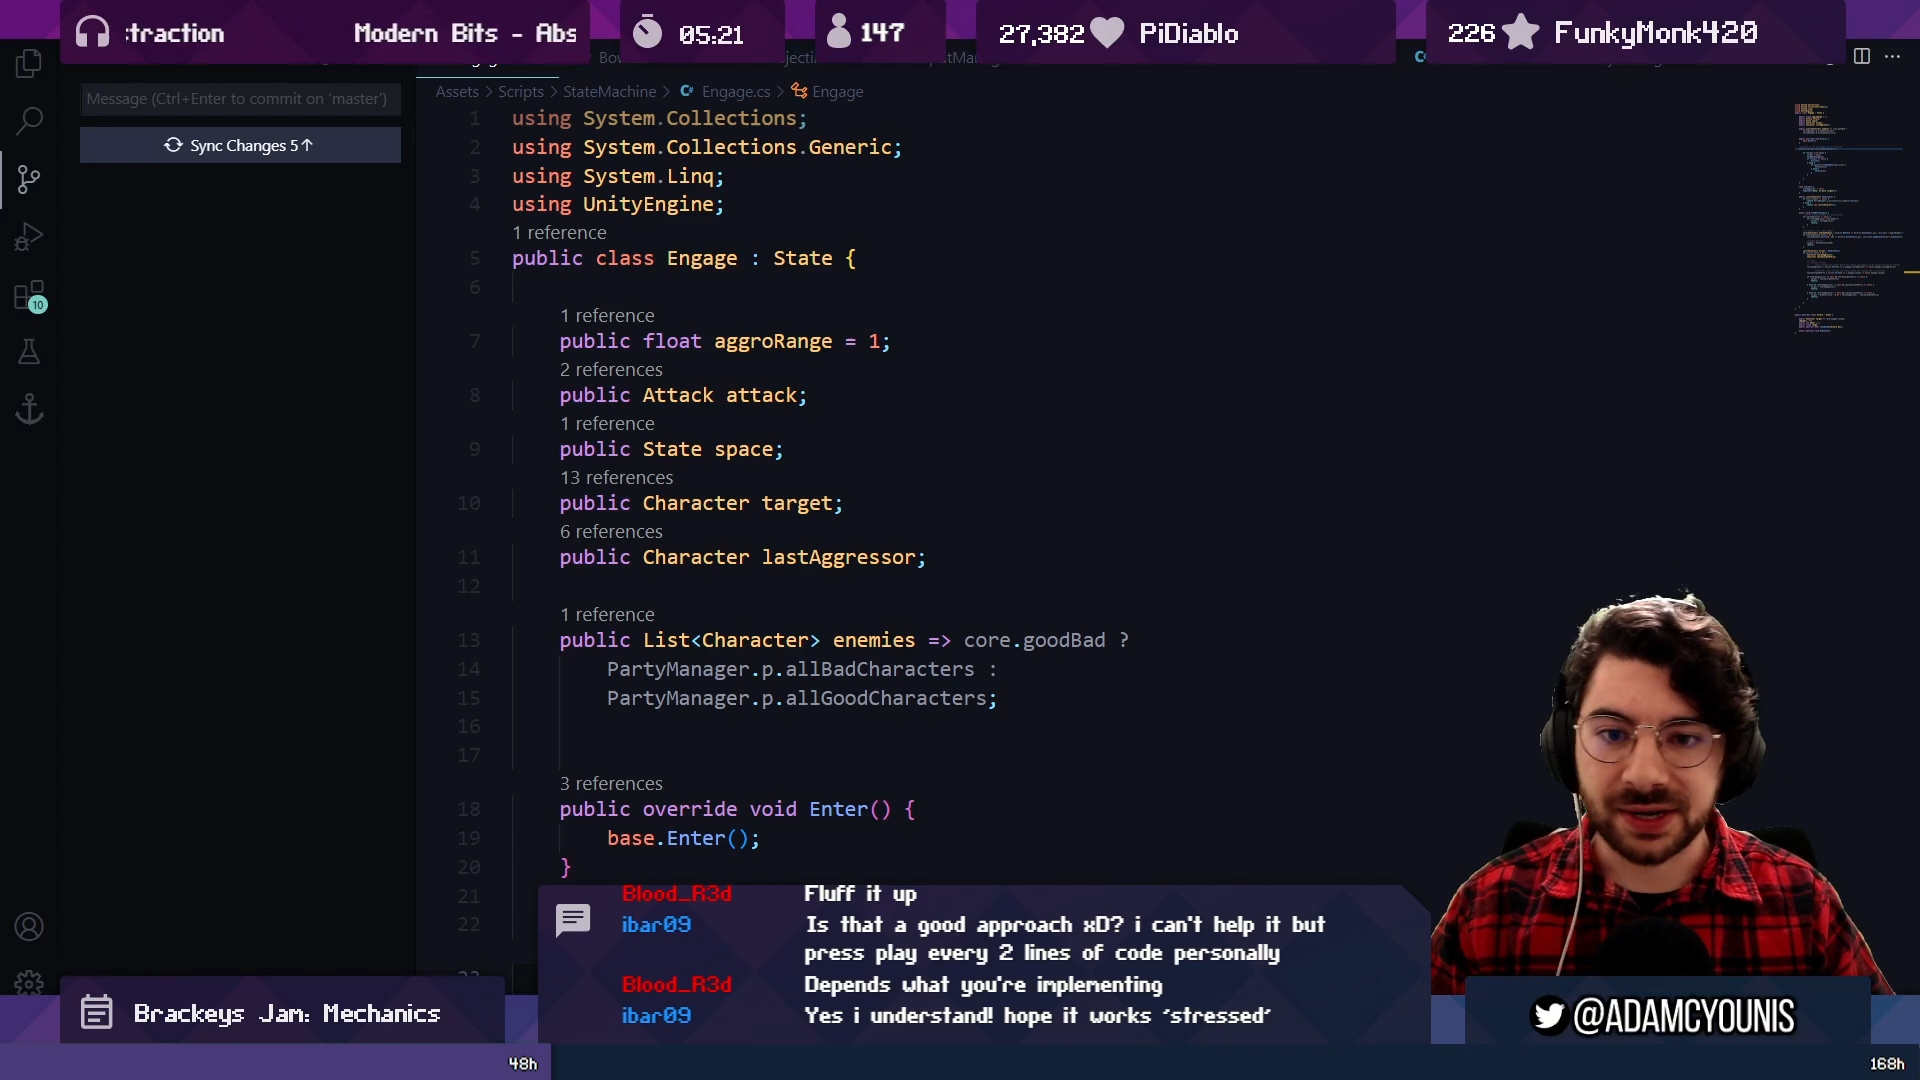 :traction
Modern Bits - Abs
05:21
147
27,382 PiDiablo
226 FunkyMonk420
Message (Ctrl+Enter to commit on 'master')
Sync Changes 5↑
10
Assets > Scripts > StateMachine > Engage.cs > Engage
1 using System.Collections;
2 using System.Collections.Generic;
3 using System.Linq;
4 using UnityEngine;
1 reference
5 public class Engage : State {
6
1 reference
7 public float aggroRange = 1;
2 references
8 public Attack attack;
1 reference
9 public State space;
13 references
10 public Character target;
6 references
11 public Character lastAggressor;
12
1 reference
13 public List<Character> enemies => core.goodBad ?
14 PartyManager.p.allBadCharacters :
15 PartyManager.p.allGoodCharacters;
16
17
3 references
18 public override void Enter() {
19 base.Enter();
20 }
21
22
Blood_R3d Fluff it up
ibar09 Is that a good approach xD? i can't help it but
press play every 2 lines of code personally
Blood_R3d Depends what you're implementing
ibar09 Yes i understand! hope it works *stressed*
Brackeys Jam: Mechanics
@ADAMCYOUNIS
48h
168h